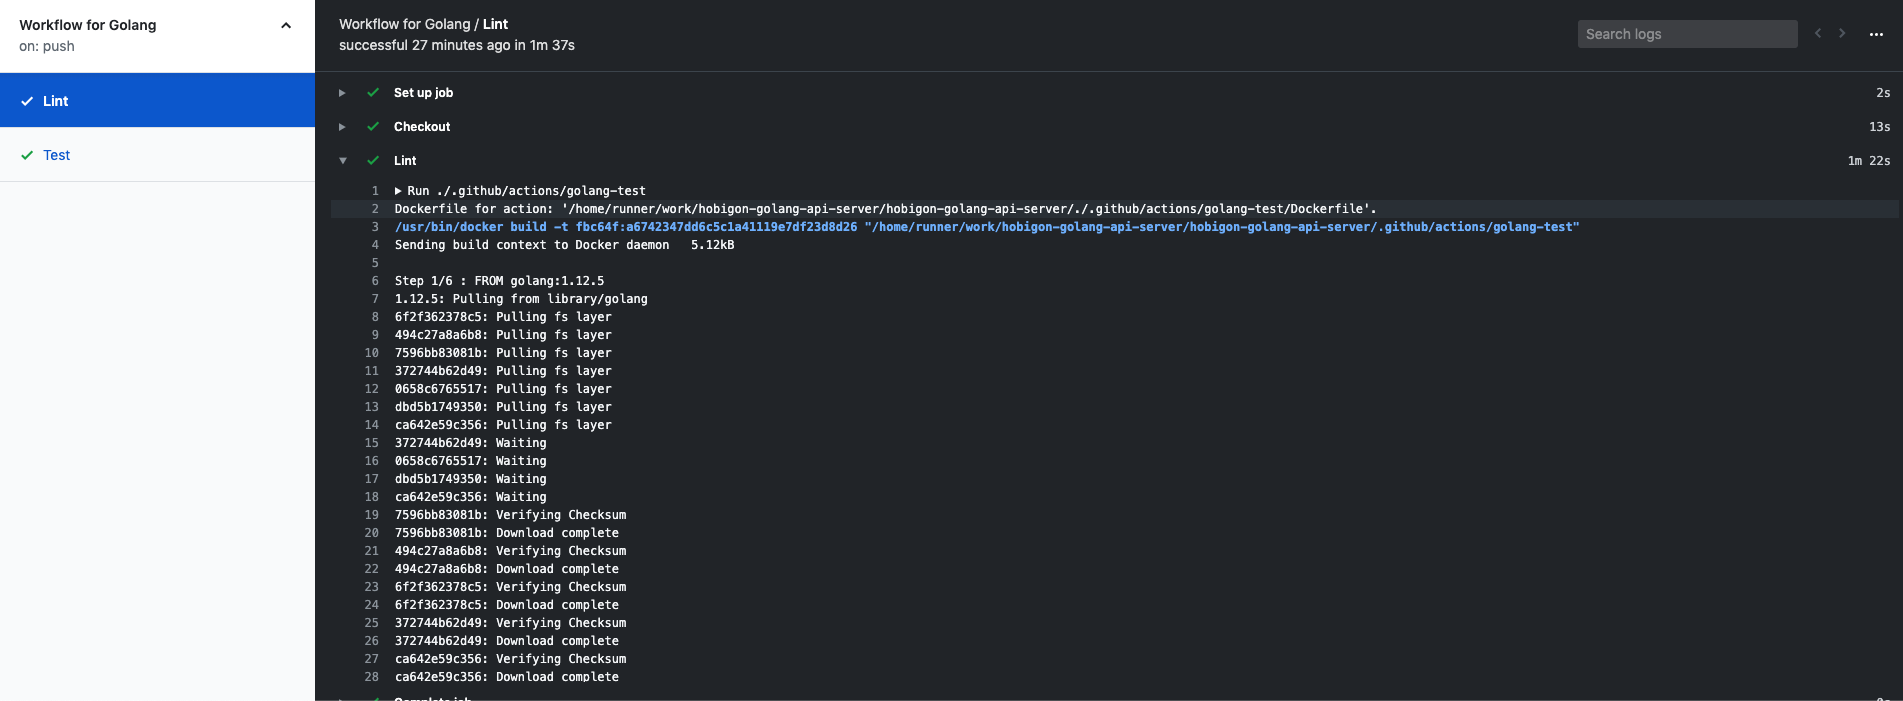 Workflow for Golang
on: push
Lint
Test
Workflow for Golang / Lint
successful 27 minutes ago in 1m 37s
Search logs
Set up job 2s
Checkout 13s
Lint 1m 22s
1 Run ./.github/actions/golang-test
2 Dockerfile for action: '/home/runner/work/hobigon-golang-api-server/hobigon-golang-api-server/./.github/actions/golang-test/Dockerfile'.
3 /usr/bin/docker build -t fbc64f:a6742347dd6c5c1a41119e7df23d8d26 "/home/runner/work/hobigon-golang-api-server/hobigon-golang-api-server/.github/actions/golang-test"
4 Sending build context to Docker daemon 5.12kB
5
6 Step 1/6 : FROM golang:1.12.5
7 1.12.5: Pulling from library/golang
8 6f2f362378c5: Pulling fs layer
9 494c27a8a6b8: Pulling fs layer
10 7596bb83081b: Pulling fs layer
11 372744b62d49: Pulling fs layer
12 0658c6765517: Pulling fs layer
13 dbd5b1749350: Pulling fs layer
14 ca642e59c356: Pulling fs layer
15 372744b62d49: Waiting
16 0658c6765517: Waiting
17 dbd5b1749350: Waiting
18 ca642e59c356: Waiting
19 7596bb83081b: Verifying Checksum
20 7596bb83081b: Download complete
21 494c27a8a6b8: Verifying Checksum
22 494c27a8a6b8: Download complete
23 6f2f362378c5: Verifying Checksum
24 6f2f362378c5: Download complete
25 372744b62d49: Verifying Checksum
26 372744b62d49: Download complete
27 ca642e59c356: Verifying Checksum
28 ca642e59c356: Download complete
Complete job